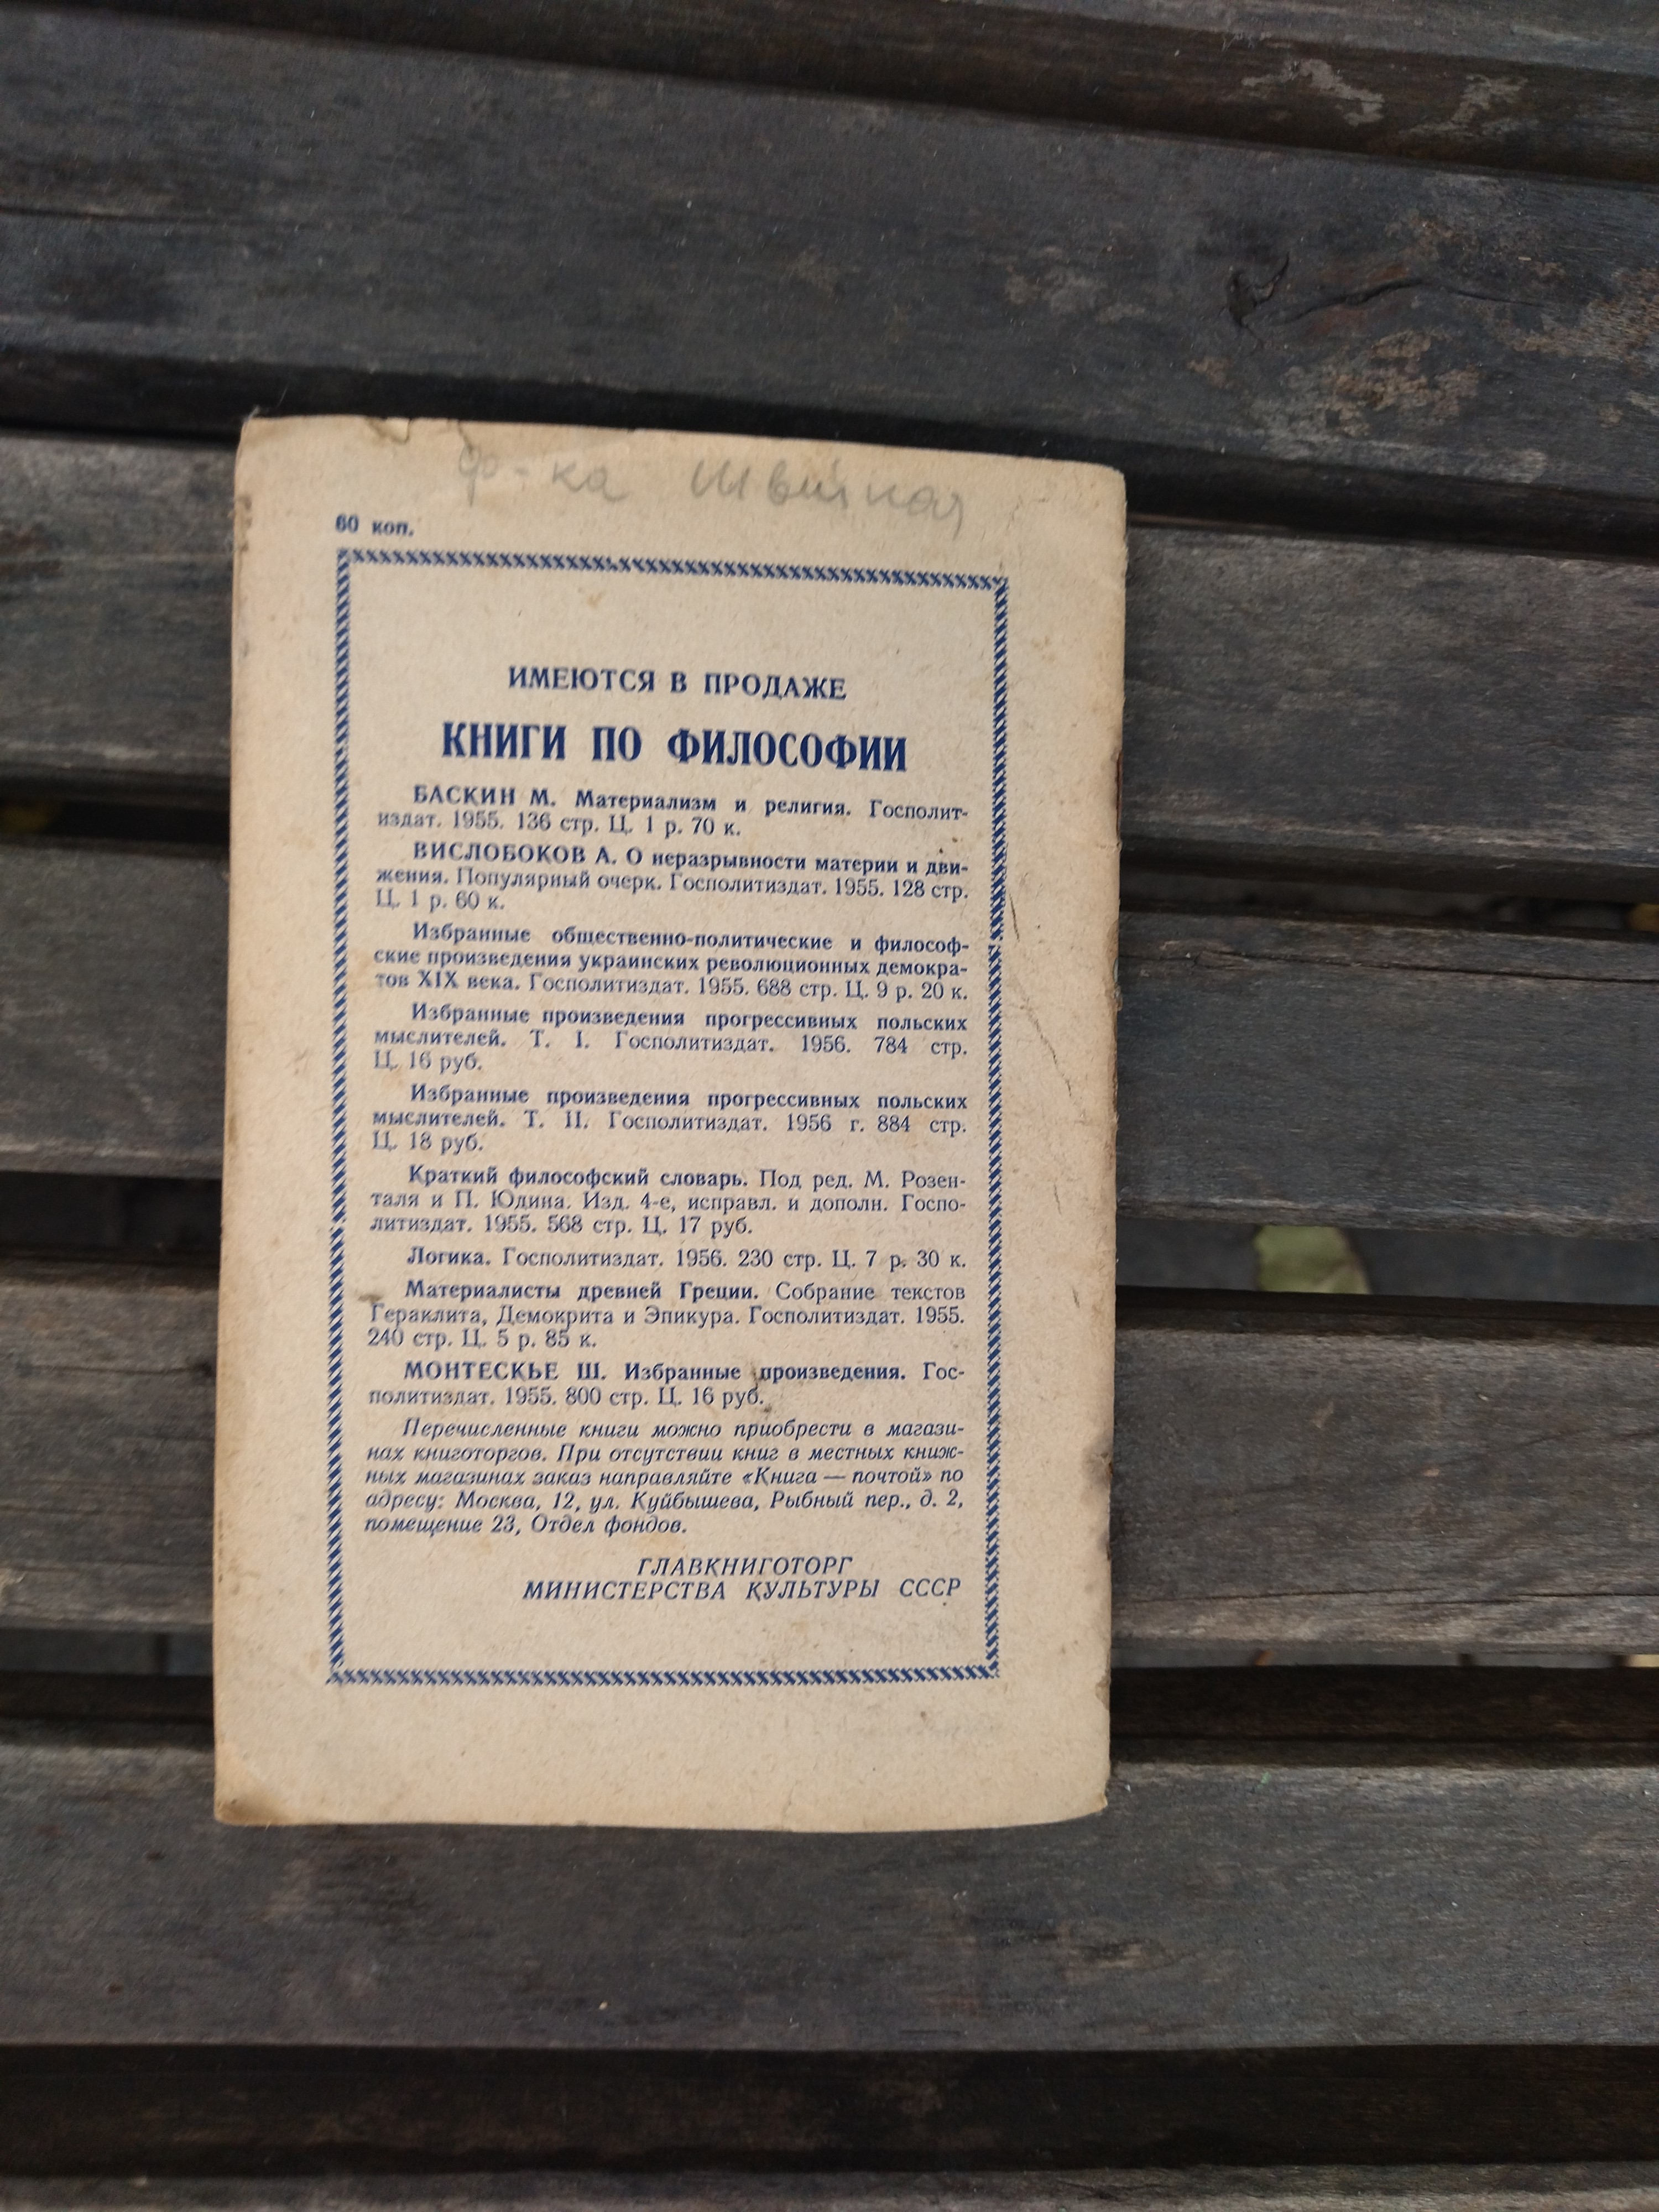 ф-ка швейная
60 коп.
ИМЕЮТСЯ В ПРОДАЖЕ
КНИГИ ПО ФИЛОСОФИИ
БАСКИН М. Материализм и религия. Госполит-
издат. 1955. 136 стр. Ц. 1 р. 70 к.
ВИСЛОБОКОВ А. О неразрывности материи и дви-
жения. Популярный очерк. Госполитиздат. 1955. 128 стр.
Ц. 1 р. 60 к.
Избранные общественно-политические и философ-
ские произведения украинских революционных демокра-
тов XIX века. Госполитиздат. 1955. 688 стр. Ц. 9 р. 20 к.
Избранные произведения прогрессивных польских
мыслителей. Т. I. Госполитиздат. 1956. 784 стр.
Ц. 16 руб.
Избранные произведения прогрессивных польских
мыслителей. Т. II. Госполитиздат. 1956 г. 884 стр.
Ц. 18 руб.
Краткий философский словарь. Под ред. М. Розен-
таля и П. Юдина. Изд. 4-е, исправл. и дополн. Госпо-
литиздат. 1955. 568 стр. Ц. 17 руб.
Логика. Госполитиздат. 1956. 230 стр. Ц. 7 р. 30 к.
Материалисты древней Греции. Собрание текстов
Гераклита, Демокрита и Эпикура. Госполитиздат. 1955.
240 стр. Ц. 5 р. 85 к.
МОНТЕСКЬЕ Ш. Избранные произведения. Гос-
политиздат. 1955. 800 стр. Ц. 16 руб.
Перечисленные книги можно приобрести в магази-
нах книготоргов. При отсутствии книг в местных книж-
ных магазинах заказ направляйте «Книга — почтой» по
адресу: Москва, 12, ул. Куйбышева, Рыбный пер., д. 2,
помещение 23, Отдел фондов.
ГЛАВКНИГОТОРГ
МИНИСТЕРСТВА КУЛЬТУРЫ СССР